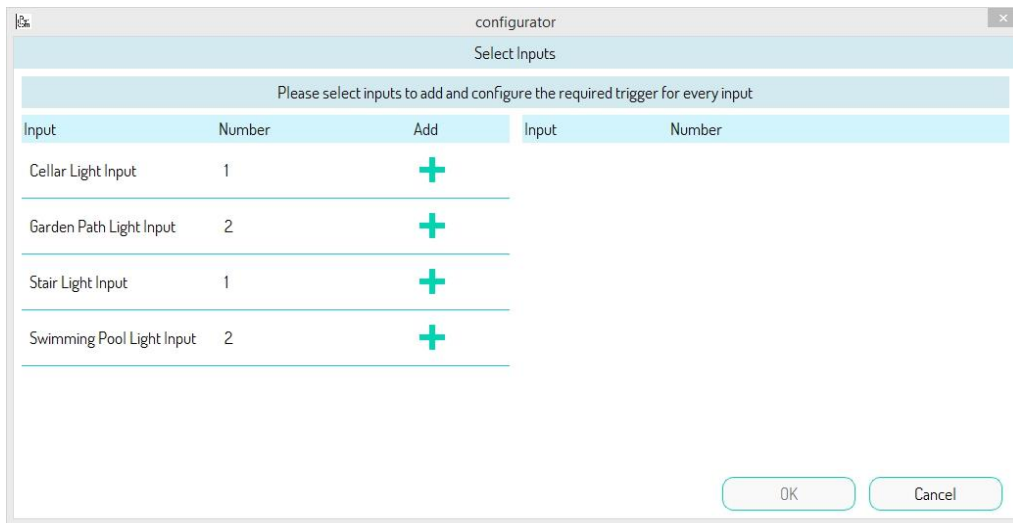 configurator
Select Inputs
Please select inputs to add and configure the required trigger for every input
Input Number Add Input Number
Cellar Light Input 1
Garden Path Light Input 2
Stair Light Input 1
Swimming Pool Light Input 2
OK Cancel